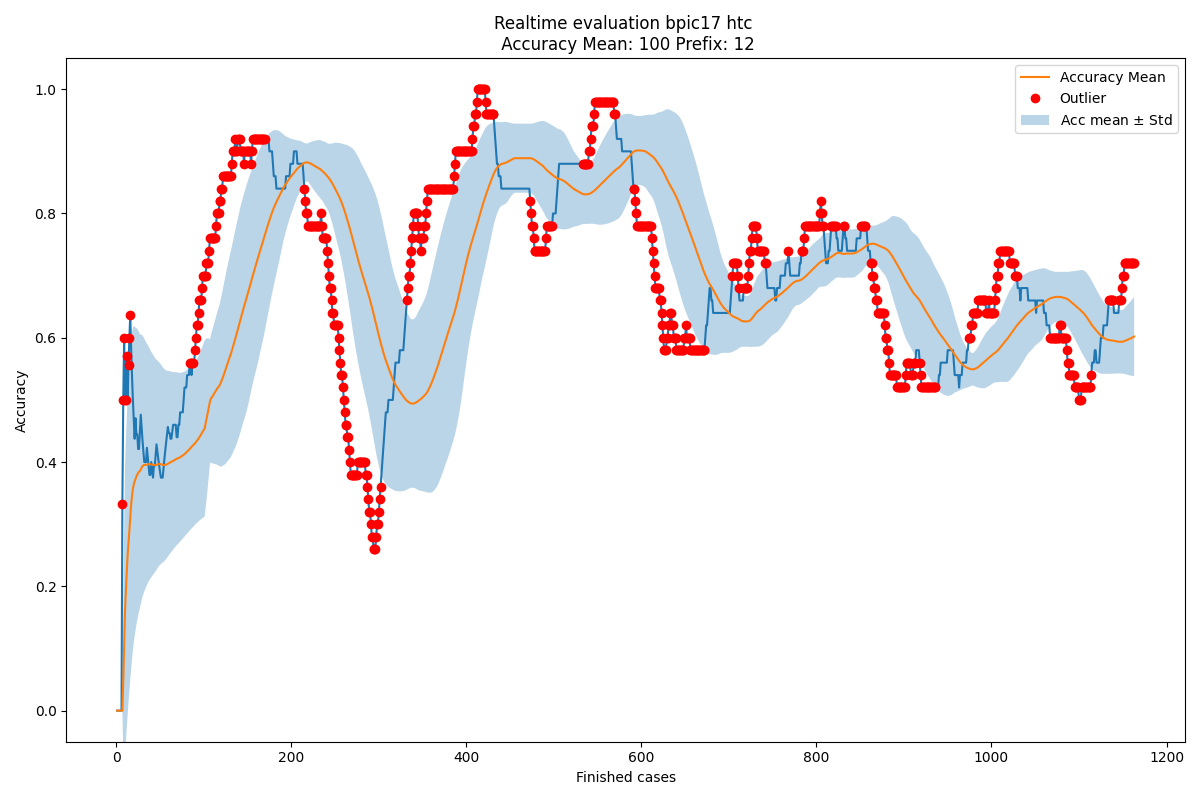 Realtime evaluation bpic17 htc
Accuracy Mean: 100 Prefix: 12
Accuracy Mean
Outlier
Acc mean ± Std
1.0
0.8
0.6
0.4
0.2
0.0
Accuracy
0 200 400 600 800 1000 1200
Finished cases